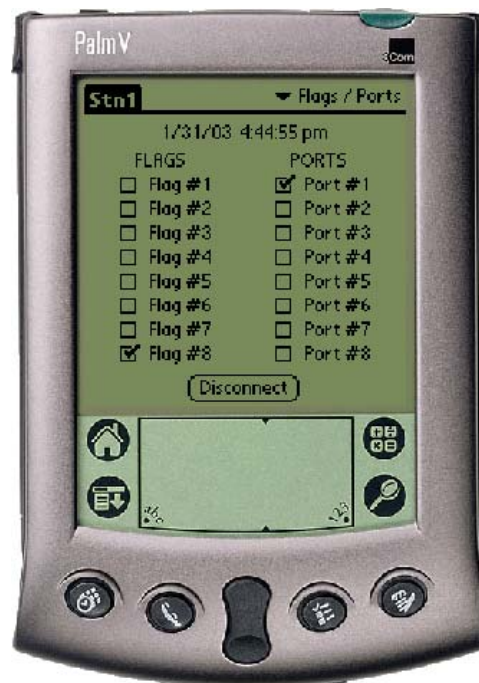 Palm V
3Com
Stn1 Flags / Ports
1/31/03 4:44:55 pm
FLAGS PORTS
Flag #1 Port #1
Flag #2 Port #2
Flag #3 Port #3
Flag #4 Port #4
Flag #5 Port #5
Flag #6 Port #6
Flag #7 Port #7
Flag #8 Port #8
Disconnect
abc 123